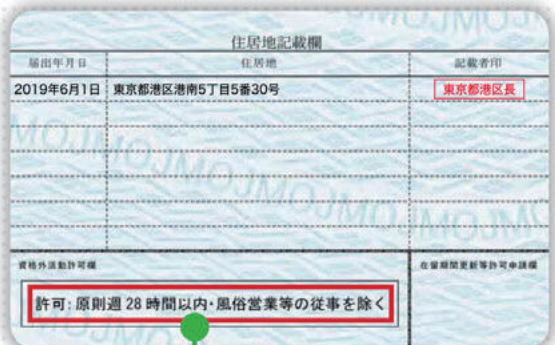 住居地記載欄
届出年月日 住居地 記載者印
2019年6月1日 東京都港区港南5丁目5番30号 東京都港区長
MOJMOJMOJMOJMOJMOJ
資格外活動許可欄 在留期間更新等許可申請欄
許可:原則週28時間以内・風俗営業等の従事を除く